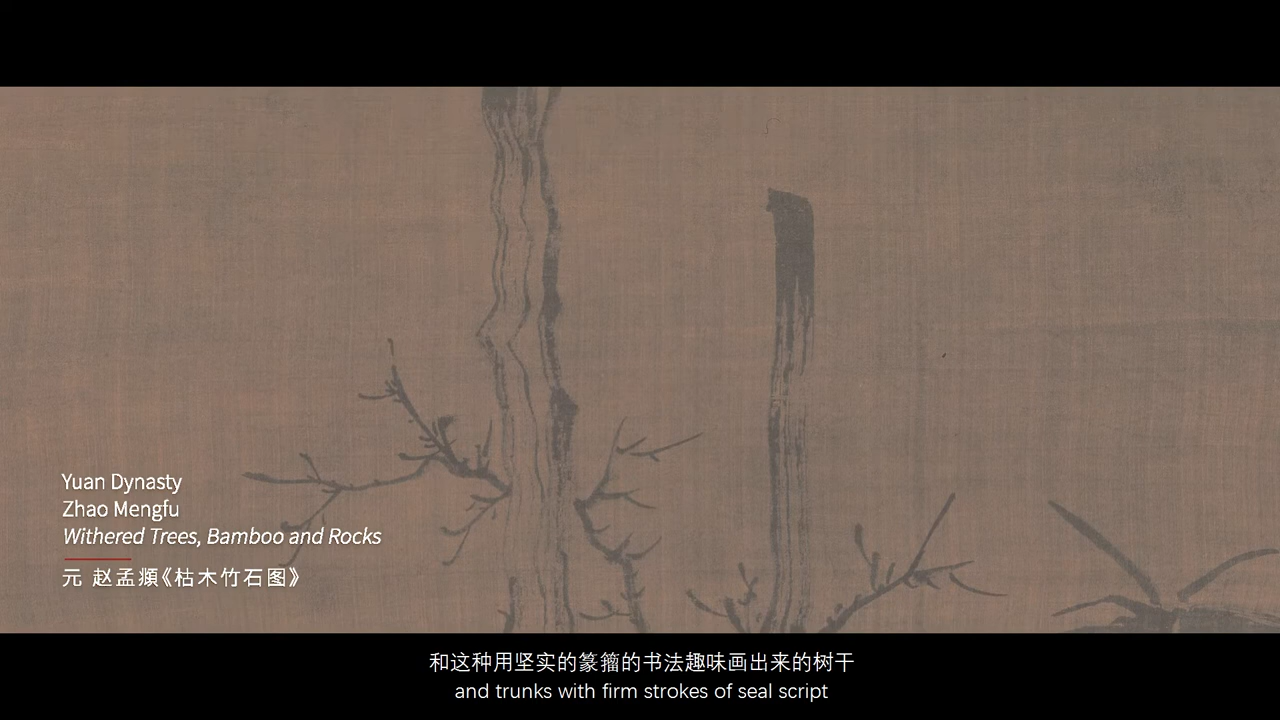 Yuan Dynasty
Zhao Mengfu
Withered Trees, Bamboo and Rocks
元 赵孟頫《枯木竹石图》
和这种用坚实的篆籀的书法趣味画出来的树干
and trunks with firm strokes of seal script